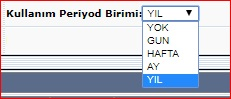 Kullanım Periyod Birimi: YIL
YOK
GUN
HAFTA
AY
YIL